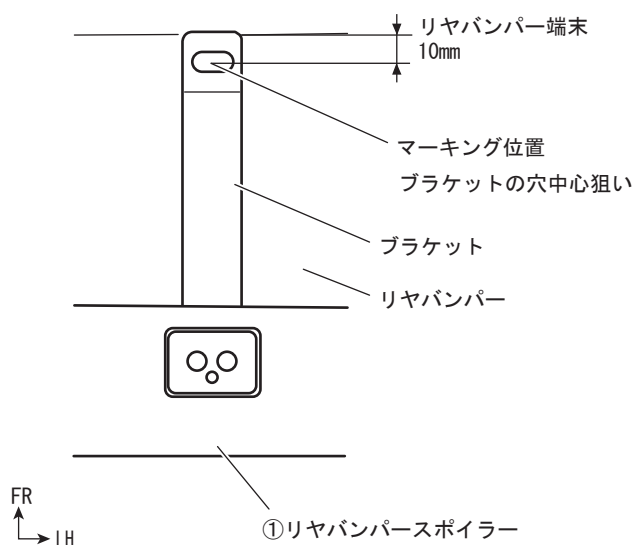 リヤバンパー端末
10mm
マーキング位置
ブラケットの穴中心狙い
ブラケット
リヤバンパー
FR
LH
①リヤバンパースポイラー